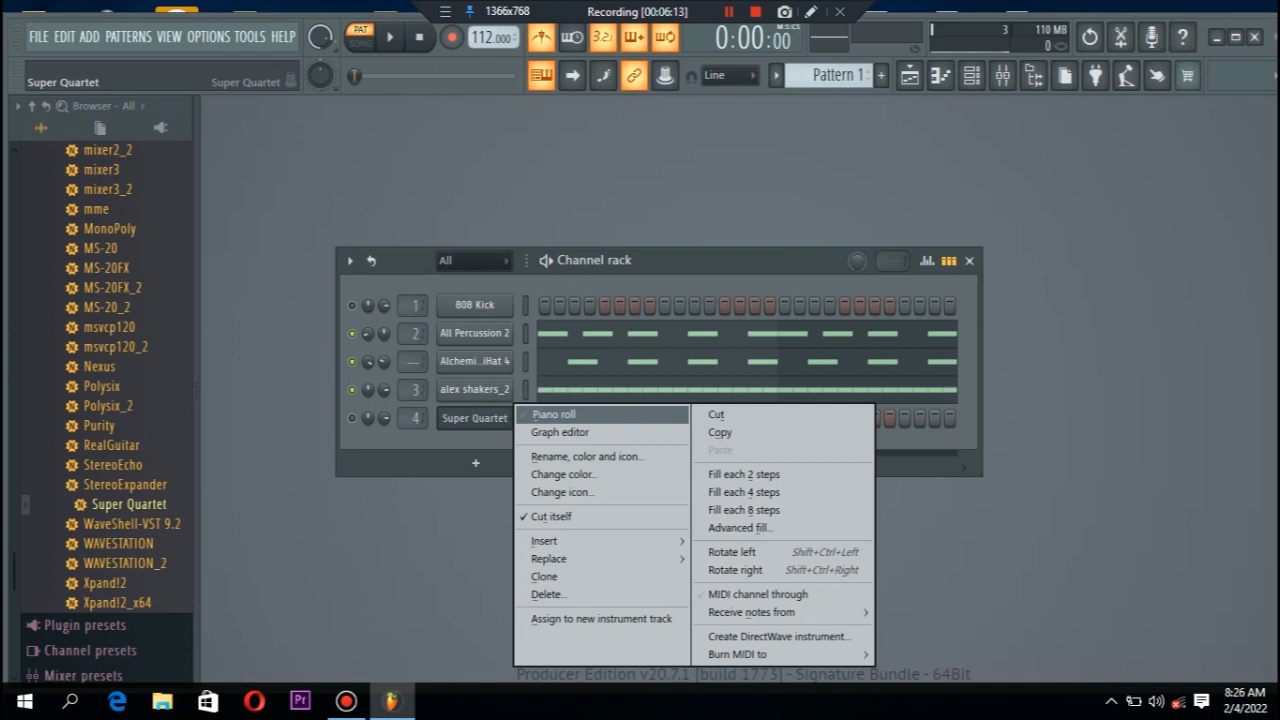 1366x768
Recording [00:06:13]
FILE EDIT ADD PATTERNS VIEW OPTIONS TOOLS HELP
PAT
SONG
112.000
3.2:
0:00:00
M:S:CS
3
110 MB
0
Super Quartet
Super Quartet
Line
Pattern 1
+
Browser - All
mixer2_2
mixer3
mixer3_2
mme
MonoPoly
MS-20
MS-20FX
MS-20FX_2
MS-20_2
msvcp120
msvcp120_2
Nexus
Polysix
Polysix_2
Purity
RealGuitar
StereoEcho
StereoExpander
Super Quartet
WaveShell-VST 9.2
WAVESTATION
WAVESTATION_2
Xpand!2
Xpand!2_x64
Plugin presets
Channel presets
Mixer presets
All
Channel rack
1
808 Kick
2
All Percussion 2
---
Alchemi...iHat 4
3
alex shakers_2
4
Super Quartet
+
Piano roll
Graph editor
Rename, color and icon...
Change color...
Change icon...
Cut itself
Insert
Replace
Clone
Delete...
Assign to new instrument track
Cut
Copy
Paste
Fill each 2 steps
Fill each 4 steps
Fill each 8 steps
Advanced fill...
Rotate left Shift+Ctrl+Left
Rotate right Shift+Ctrl+Right
MIDI channel through
Receive notes from
Create DirectWave instrument...
Burn MIDI to
Producer Edition v20.7.1 [build 1773] - Signature Bundle - 64Bit
Pr
8:26 AM
2/4/2022